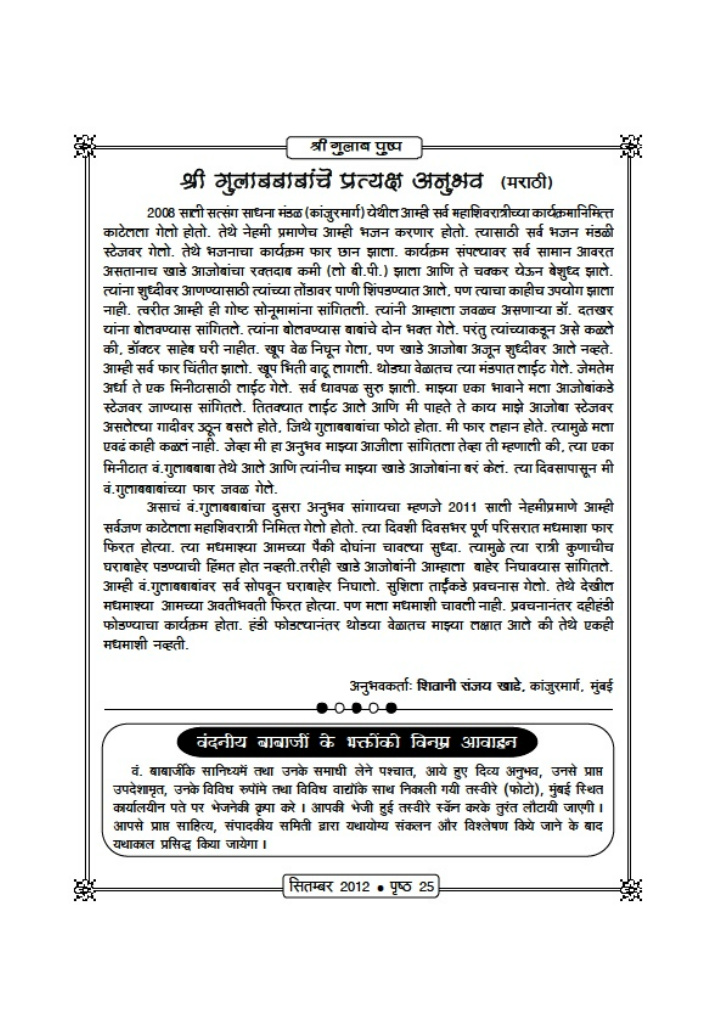 श्री गुलाब पुष्प
श्री गुलाबबाबांचे प्रत्यक्ष अनुभव (मराठी)
2008 साली सत्संग साधना मंडळ (कांजुरमार्ग) येथील आम्ही सर्व महाशिवरात्रीच्या कार्यक्रमानिमित्त
काटेलला गेलो होतो. तेथे नेहमी प्रमाणेच आम्ही भजन करणार होतो. त्यासाठी सर्व भजन मंडळी
स्टेजवर गेलो. तेथे भजनाचा कार्यक्रम फार छान झाला. कार्यक्रम संपल्यावर सर्व सामान आवरत
असतानाच खाडे आजोबांचा रक्तदाब कमी (लो बी.पी.) झाला आणि ते चक्कर येऊन बेशुध्द झाले.
त्यांना शुध्दीवर आणण्यासाठी त्यांच्या तोंडावर पाणी शिंपडण्यात आले, पण त्याचा काहीच उपयोग झाला
नाही. त्वरीत आम्ही ही गोष्ट सोनूमामांना सांगितली. त्यांनी आम्हाला जवळच असणाऱ्या डॉ. दतखर
यांना बोलवण्यास सांगितले. त्यांना बोलवण्यास बाबांचे दोन भक्त गेले. परंतु त्यांच्याकडून असे कळले
की, डॉक्टर साहेब घरी नाहीत. खूप वेळ निघून गेला, पण खाडे आजोबा अजून शुध्दीवर आले नव्हते.
आम्ही सर्व फार चिंतीत झालो. खूप भिती वाटू लागली. थोड्या वेळातच त्या मंडपात लाईट गेले. जेमतेम
अर्धा ते एक मिनीटासाठी लाईट गेले. सर्व धावपळ सुरु झाली. माझ्या एका भावाने मला आजोबांकडे
स्टेजवर जाण्यास सांगितले. तितक्यात लाईट आले आणि मी पाहते ते काय माझे आजोबा स्टेजवर
असलेल्या गादीवर उठून बसले होते, जिथे गुलाबबाबांचा फोटो होता. मी फार लहान होते. त्यामुळे मला
एवढं काही कळलं नाही. जेव्हा मी हा अनुभव माझ्या आजीला सांगितला तेव्हा ती म्हणाली की, त्या एका
मिनीटात वं.गुलाबबाबा तेथे आले आणि त्यांनीच माझ्या खाडे आजोबांना बरं केलं. त्या दिवसापासून मी
वं.गुलाबबाबांच्या फार जवळ गेले.
असाचं वं.गुलाबबाबांचा दुसरा अनुभव सांगायचा म्हणजे 2011 साली नेहमीप्रमाणे आम्ही
सर्वजण काटेलला महाशिवरात्री निमित्त गेलो होतो. त्या दिवशी दिवसभर पूर्ण परिसरात मधमाशा फार
फिरत होत्या. त्या मधमाश्या आमच्या पैकी दोघांना चावल्या सुध्दा. त्यामुळे त्या रात्री कुणाचीच
घराबाहेर पडण्याची हिंमत होत नव्हती.तरीही खाडे आजोबांनी आम्हाला बाहेर निघावयास सांगितले.
आम्ही वं.गुलाबबाबांवर सर्व सोपवून घराबाहेर निघालो. सुशिला ताईंकडे प्रवचनास गेलो. तेथे देखील
मधमाश्या आमच्या अवतीभवती फिरत होत्या. पण मला मधमाशी चावली नाही. प्रवचनानंतर दहीहंडी
फोडण्याचा कार्यक्रम होता. हंडी फोडल्यानंतर थोडया वेळातच माझ्या लक्षात आले की तेथे एकही
मधमाशी नव्हती.
अनुभवकर्ताः शिवानी संजय खाडे, कांजुरमार्ग, मुंबई
वंदनीय बाबाजीं के भक्तोंको विनम्र आवाहन
वं. बाबाजींके सानिध्यमें तथा उनके समाधी लेने पश्चात, आये हुए दिव्य अनुभव, उनसे प्राप्त
उपदेशामृत, उनके विविध रुपोंमे तथा विविध वाद्योंके साथ निकाली गयी तस्वीरे (फोटो), मुंबई स्थित
कार्यालयीन पते पर भेजनेकी कृपा करे । आपकी भेजी हुई तस्वीरे स्कॅन करके तुरंत लौटायी जाएगी ।
आपसे प्राप्त साहित्य, संपादकीय समिती द्वारा यथायोग्य संकलन और विश्लेषण किये जाने के बाद
यथाकाल प्रसिद्ध किया जायेगा ।
सितम्बर 2012 ● पृष्ठ 25